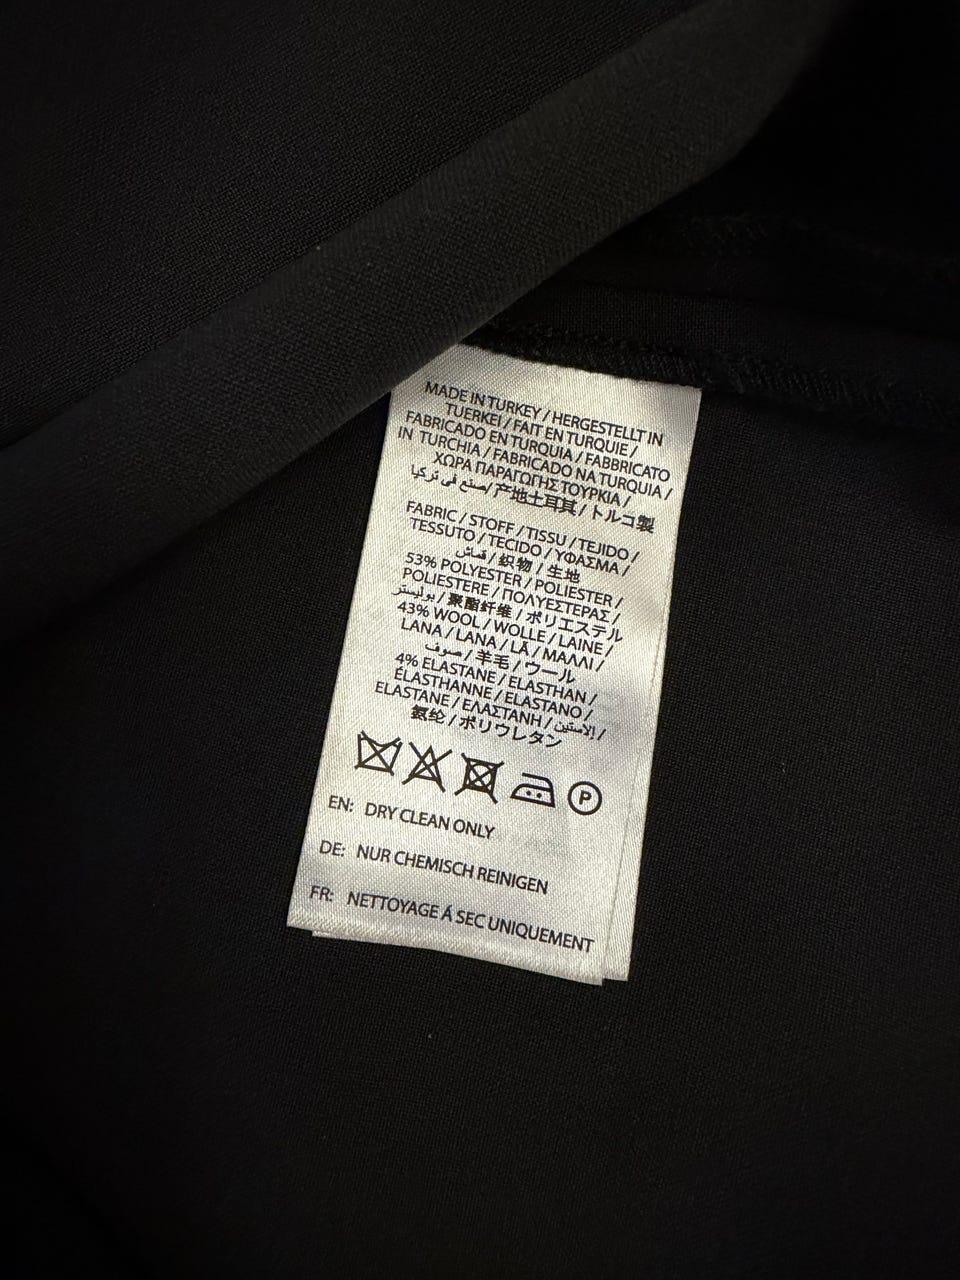 MADE IN TURKEY / HERGESTELLT IN
TUERKEI / FAIT EN TURQUIE /
FABRICADO EN TURQUIA / FABBRICATO
IN TURCHIA / FABRICADO NA TURQUIA /
ΧΩΡΑ ΠΑΡΑΓΩΓΗΣ ΤΟΥΡΚΙΑ /
صنع في تركيا/产地土耳其/トルコ製
FABRIC / STOFF / TISSU / TEJIDO /
TESSUTO / TECIDO / ΥΦΑΣΜΑ /
قماش / 织物 / 生地
53% POLYESTER / POLIESTER /
POLIESTERE / ΠΟΛΥΕΣΤΕΡΑΣ /
بوليستر / 聚酯纤维 / ポリエステル
43% WOOL / WOLLE / LAINE /
LANA / LANA / LÃ / ΜΑΛΛΙ /
صوف / 羊毛 / ウール
4% ELASTANE / ELASTHAN /
ÉLASTHANNE / ELASTANO /
ELASTANE / ΕΛΑΣΤΑΝΗ / إلاستين /
氨纶 / ポリウレタン
P
EN: DRY CLEAN ONLY
DE: NUR CHEMISCH REINIGEN
FR: NETTOYAGE Á SEC UNIQUEMENT